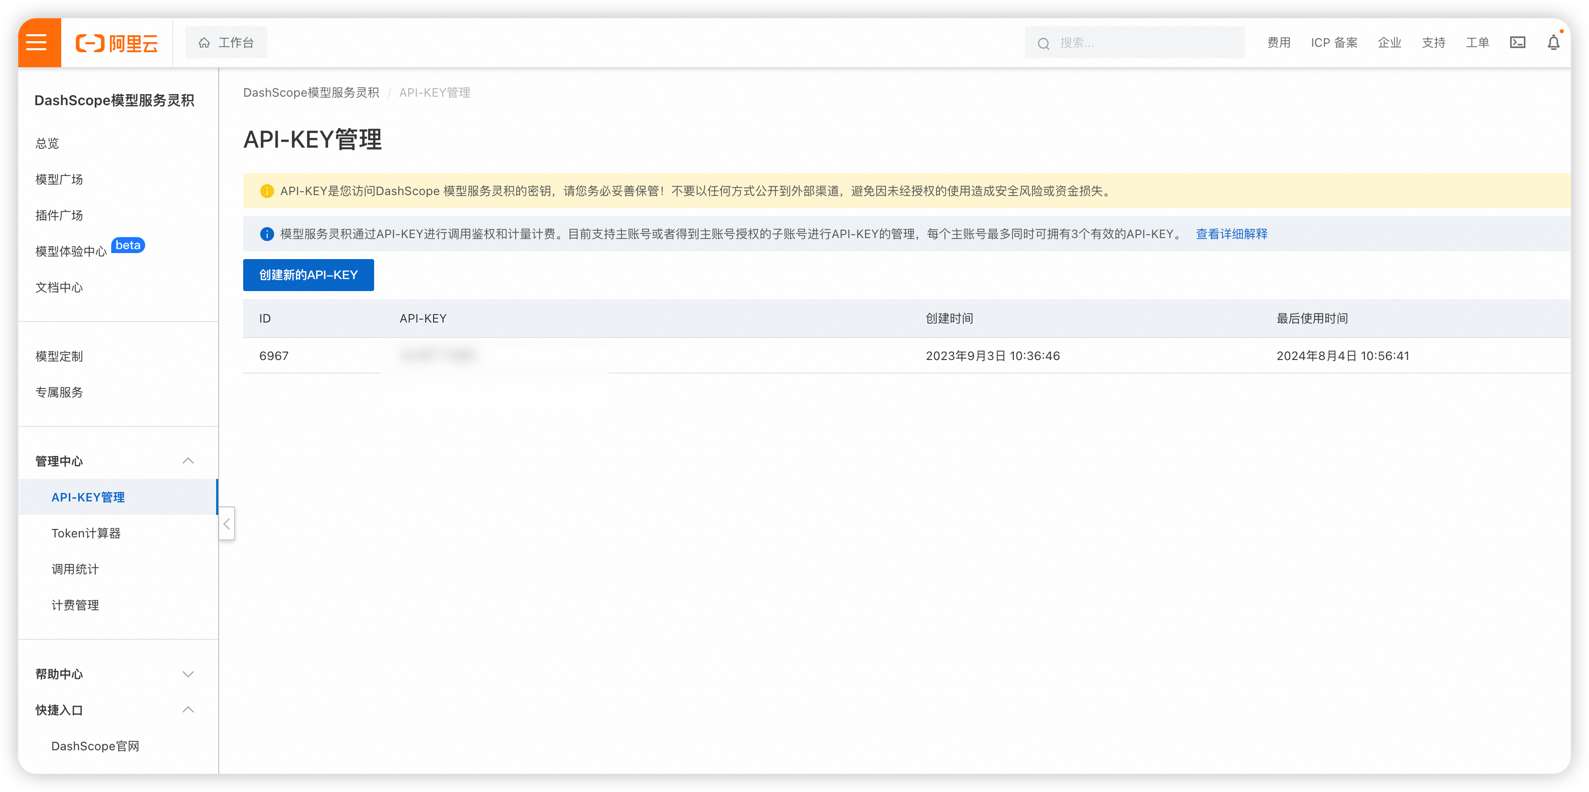 阿里云
工作台
搜索...
费用
ICP 备案
企业
支持
工单
DashScope模型服务灵积
总览
模型广场
插件广场
模型体验中心 beta
文档中心
模型定制
专属服务
管理中心
API-KEY管理
Token计算器
调用统计
计费管理
帮助中心
快捷入口
DashScope官网
DashScope模型服务灵积 / API-KEY管理
API-KEY管理
API-KEY是您访问DashScope 模型服务灵积的密钥，请您务必妥善保管！不要以任何方式公开到外部渠道，避免因未经授权的使用造成安全风险或资金损失。
模型服务灵积通过API-KEY进行调用鉴权和计量计费。目前支持主账号或者得到主账号授权的子账号进行API-KEY的管理，每个主账号最多同时可拥有3个有效的API-KEY。 查看详细解释
创建新的API-KEY
ID API-KEY 创建时间 最后使用时间
6967 2023年9月3日 10:36:46 2024年8月4日 10:56:41